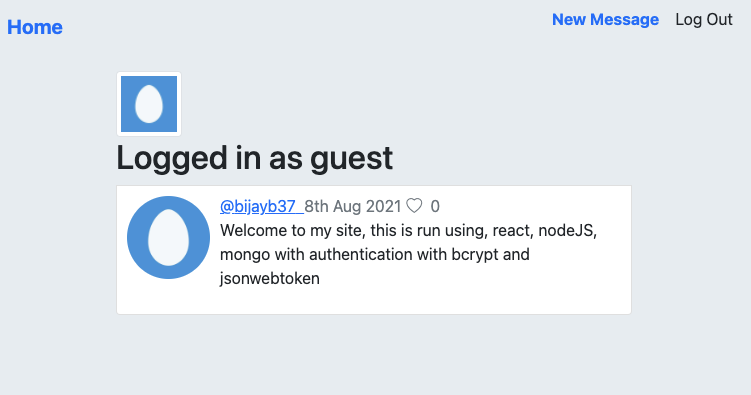 Home
New Message Log Out
Logged in as guest
@bijayb37 8th Aug 2021 0
Welcome to my site, this is run using, react, nodeJS,
mongo with authentication with bcrypt and
jsonwebtoken